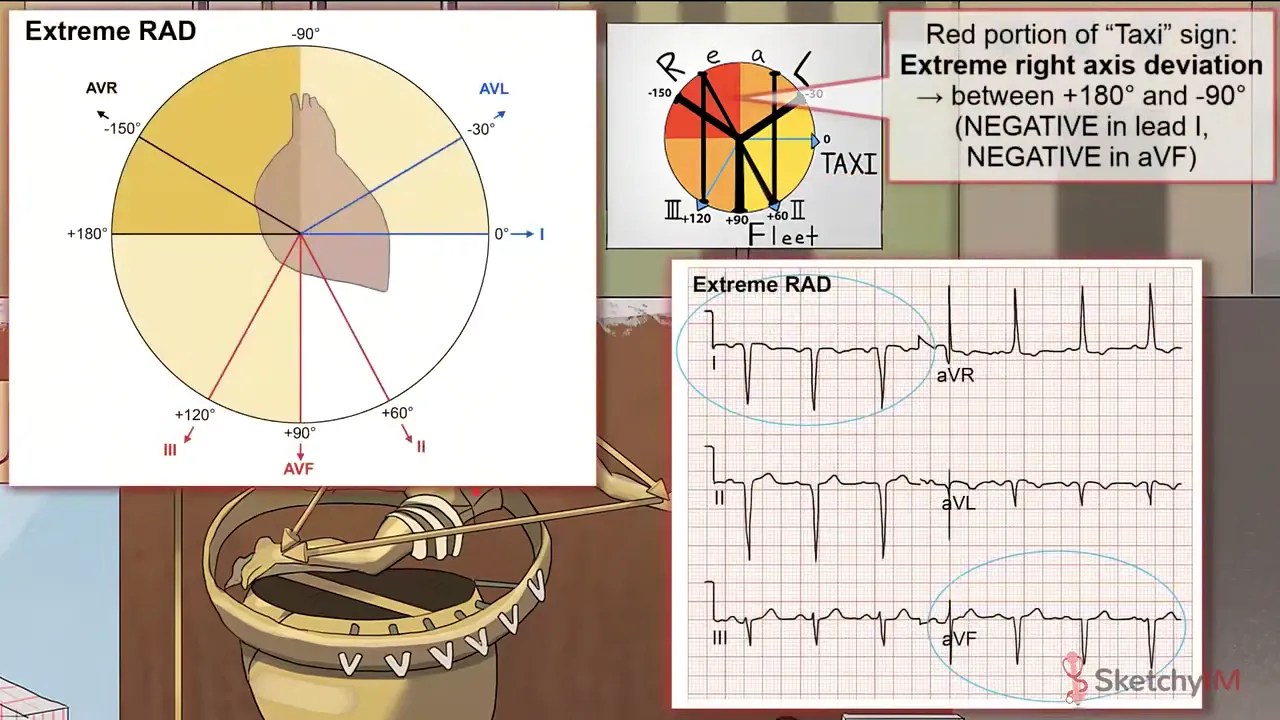 Extreme RAD
-90°
AVR
AVL
-150°
-30°
+180°
0°
I
+120°
+60°
+90°
III
II
AVF
R e a L
-150
-30
0
TAXI
III
+120
+90
+60
II
Fleet
Red portion of “Taxi” sign:
Extreme right axis deviation
→ between +180° and -90°
(NEGATIVE in lead I,
NEGATIVE in aVF)
Extreme RAD
I
aVR
II
aVL
III
aVF
SketchyIM
V V V V V V